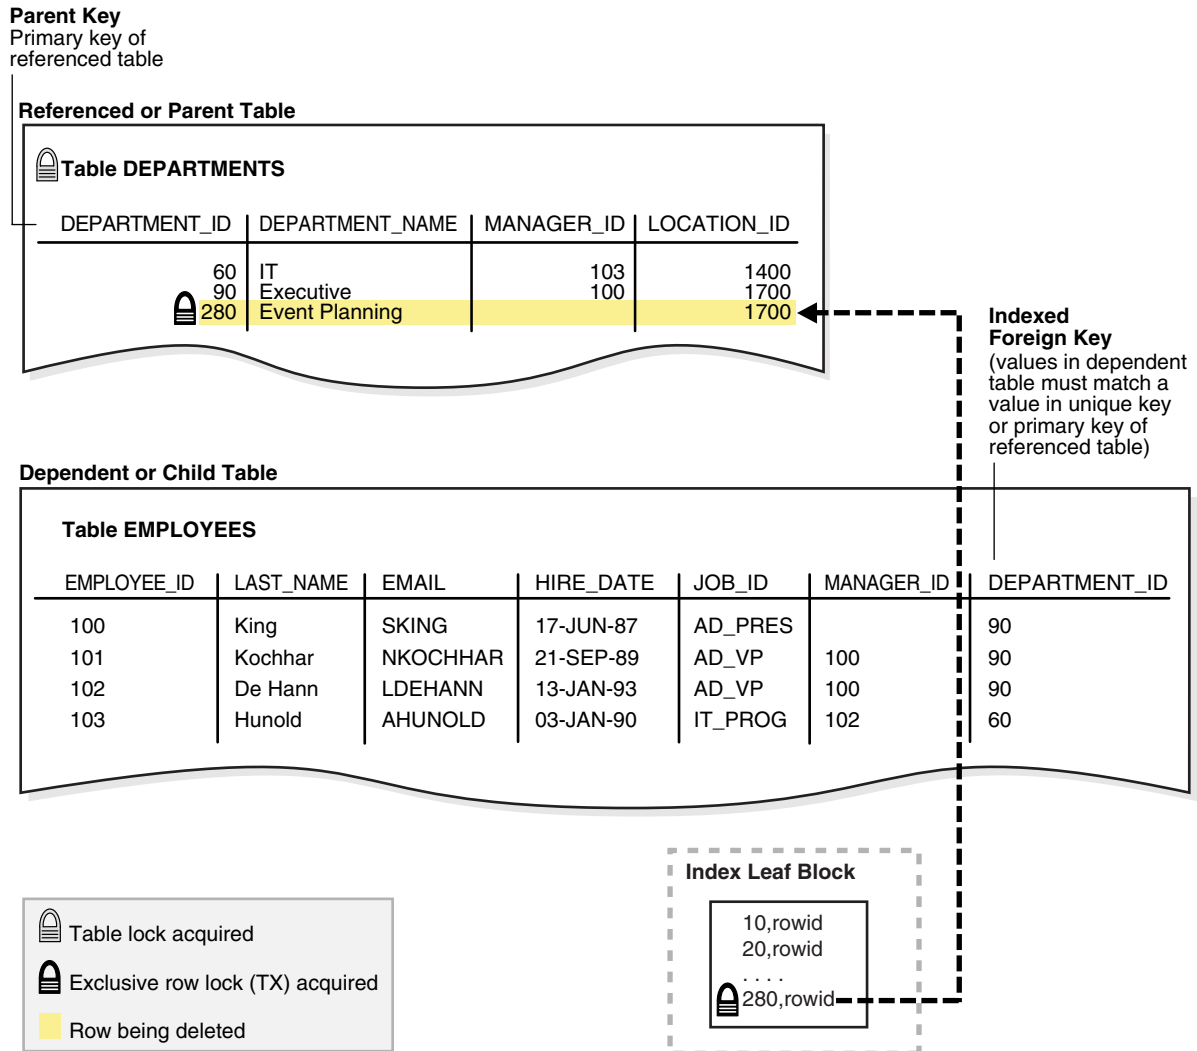 Parent Key
Primary key of
referenced table
Referenced or Parent Table
Table DEPARTMENTS
DEPARTMENT_ID DEPARTMENT_NAME MANAGER_ID LOCATION_ID
60 IT 103 1400
90 Executive 100 1700
280 Event Planning 1700
Indexed
Foreign Key
(values in dependent
table must match a
value in unique key
or primary key of
referenced table)
Dependent or Child Table
Table EMPLOYEES
EMPLOYEE_ID LAST_NAME EMAIL HIRE_DATE JOB_ID MANAGER_ID DEPARTMENT_ID
100 King SKING 17-JUN-87 AD_PRES 90
101 Kochhar NKOCHHAR 21-SEP-89 AD_VP 100 90
102 De Hann LDEHANN 13-JAN-93 AD_VP 100 90
103 Hunold AHUNOLD 03-JAN-90 IT_PROG 102 60
Index Leaf Block
10,rowid
20,rowid
. . . .
280,rowid
Table lock acquired
Exclusive row lock (TX) acquired
Row being deleted